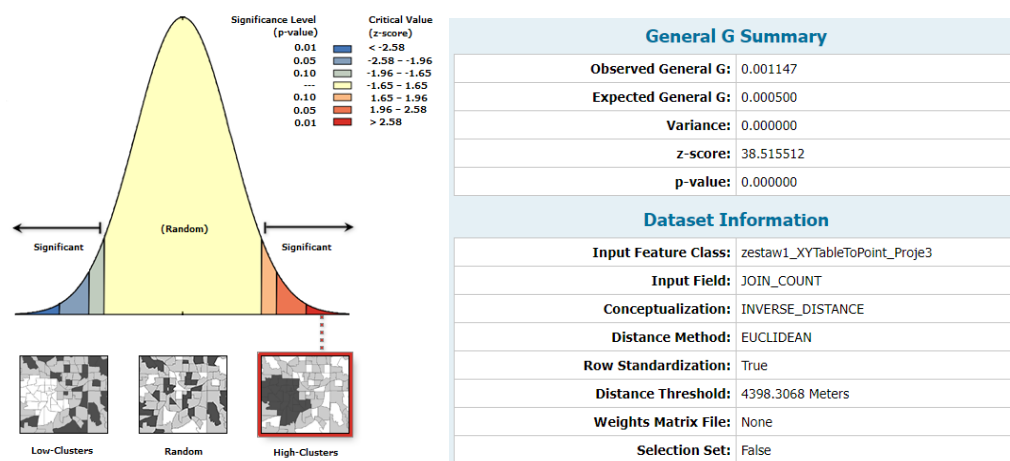 Significance Level
(p-value)
Critical Value
(z-score)
0.01 < -2.58
0.05 -2.58 – -1.96
0.10 -1.96 – -1.65
--- -1.65 – 1.65
0.10 1.65 – 1.96
0.05 1.96 – 2.58
0.01 > 2.58
(Random)
Significant
Significant
Low-Clusters
Random
High-Clusters
General G Summary
Observed General G: 0.001147
Expected General G: 0.000500
Variance: 0.000000
z-score: 38.515512
p-value: 0.000000
Dataset Information
Input Feature Class: zestaw1_XYTableToPoint_Proje3
Input Field: JOIN_COUNT
Conceptualization: INVERSE_DISTANCE
Distance Method: EUCLIDEAN
Row Standardization: True
Distance Threshold: 4398.3068 Meters
Weights Matrix File: None
Selection Set: False